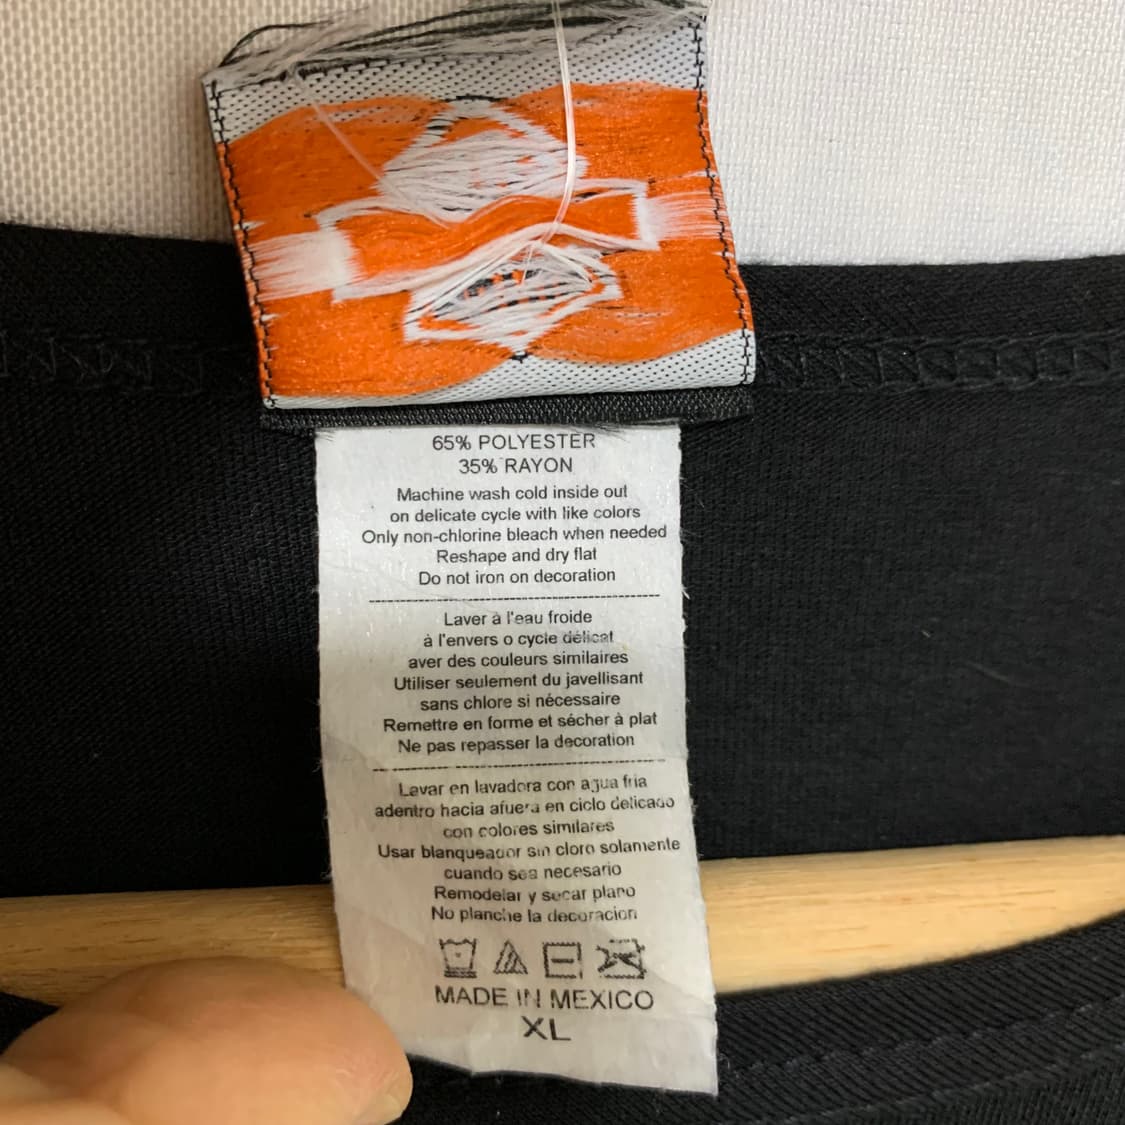 65% POLYESTER
35% RAYON
Machine wash cold inside out
on delicate cycle with like colors
Only non-chlorine bleach when needed
Reshape and dry flat
Do not iron on decoration
Laver à l'eau froide
à l'envers o cycle délicat
aver des couleurs similaires
Utiliser seulement du javellisant
sans chlore si nécessaire
Remettre en forme et sécher à plat
Ne pas repasser la decoration
Lavar en lavadora con agua fria
adentro hacia afuera en ciclo delicado
con colores similares
Usar blanqueador sin cloro solamente
cuando sea necesario
Remodelar y secar plano
No planche la decoracion
MADE IN MEXICO
XL